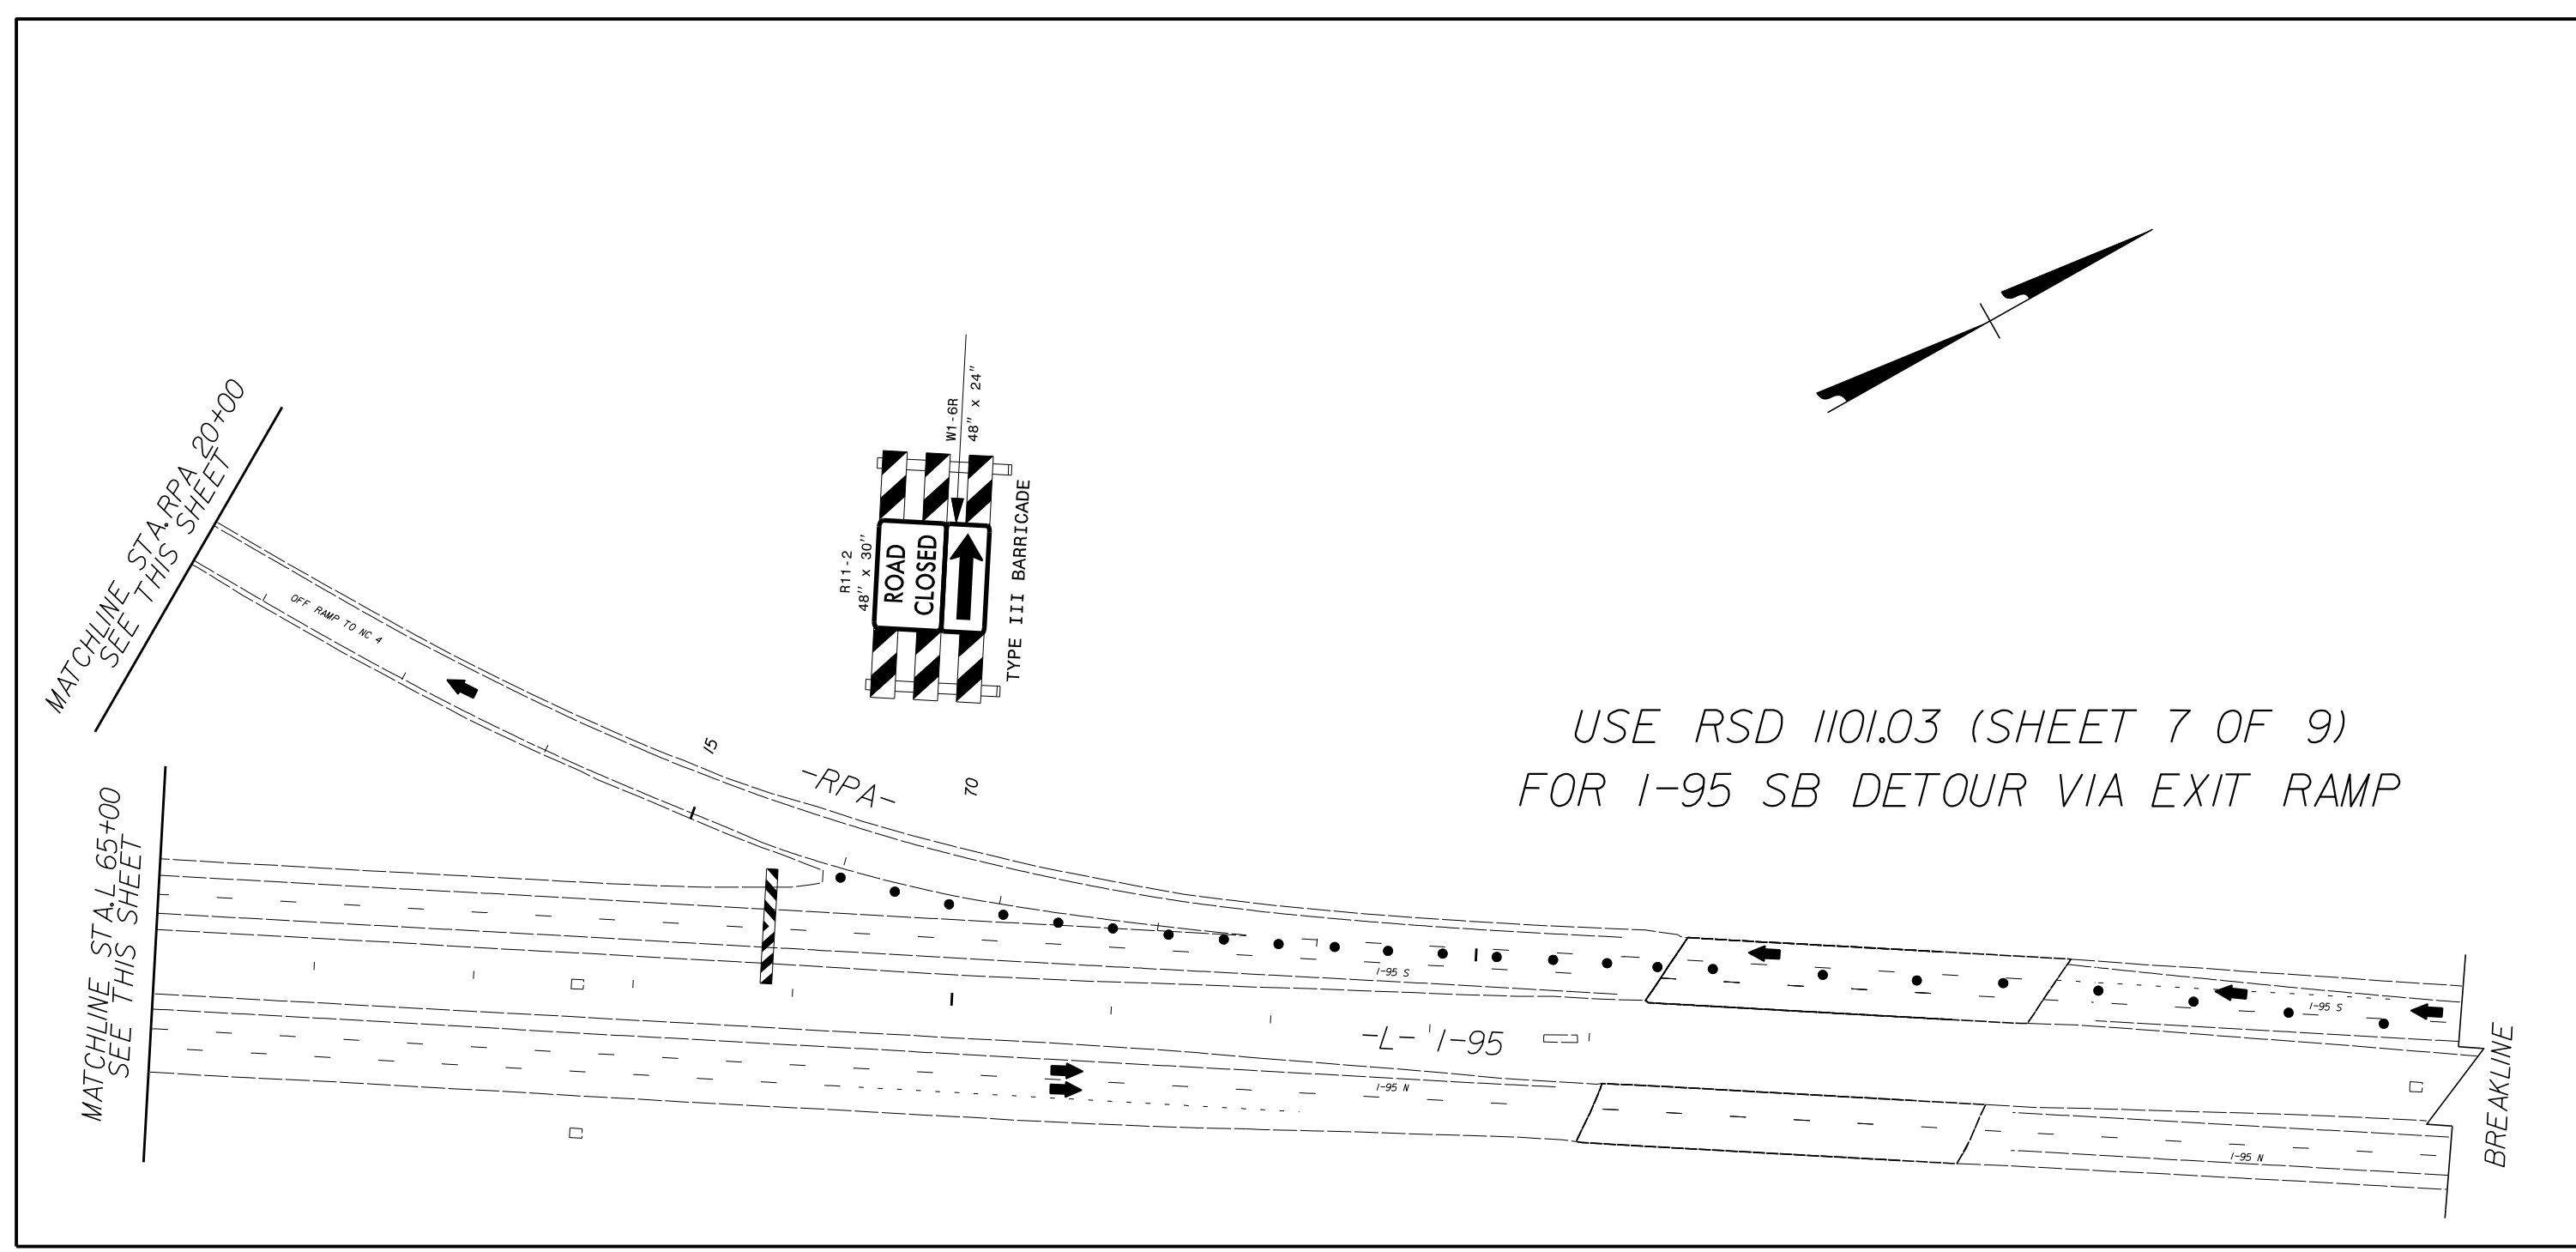 MATCHLINE STA.RPA 20+00
SEE THIS SHEET
OFF RAMP TO NC 4
R11-2
48" x 30"
ROAD
CLOSED
W1-6R
48" x 24"
TYPE III BARRICADE
USE RSD 1101.03 (SHEET 7 OF 9)
FOR I-95 SB DETOUR VIA EXIT RAMP
15
-RPA-
70
MATCHLINE STA.L 65+00
SEE THIS SHEET
I-95 S
I-95 S
-L- I-95
I-95 N
I-95 N
BREAKLINE